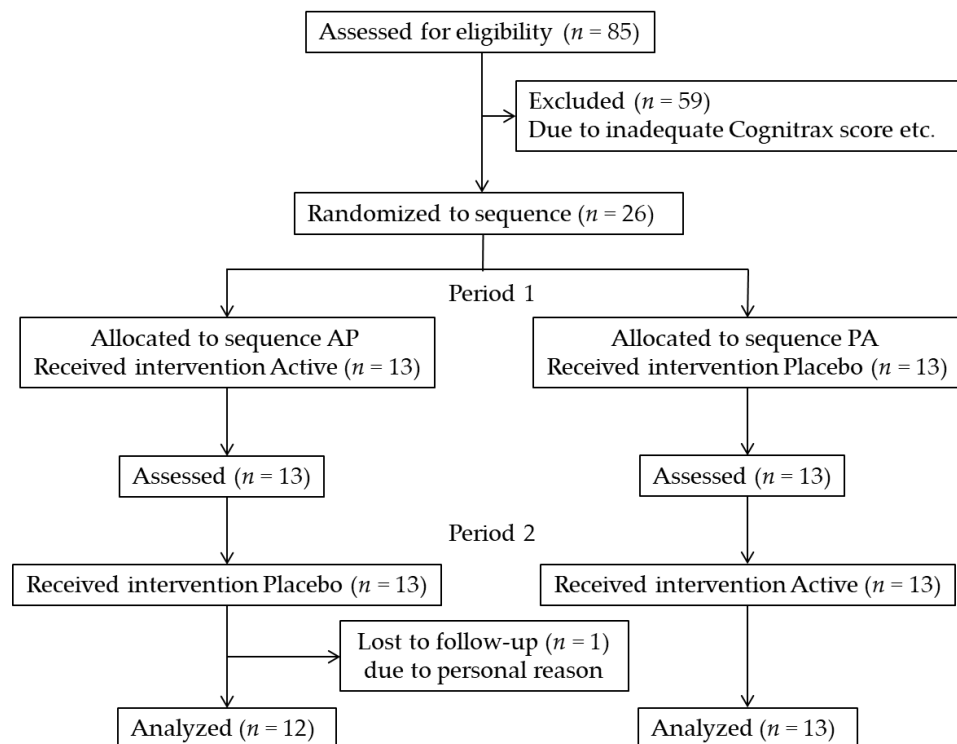 Assessed for eligibility (n = 85)
Excluded (n = 59)
Due to inadequate Cognitrax score etc.
Randomized to sequence (n = 26)
Period 1
Allocated to sequence AP
Received intervention Active (n = 13)
Allocated to sequence PA
Received intervention Placebo (n = 13)
Assessed (n = 13)
Assessed (n = 13)
Period 2
Received intervention Placebo (n = 13)
Received intervention Active (n = 13)
Lost to follow-up (n = 1)
due to personal reason
Analyzed (n = 12)
Analyzed (n = 13)